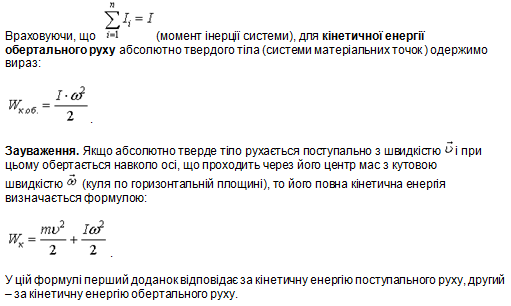 Враховуючи, що $\sum_{i=1}^{n} I_i = I$ (момент інерції системи), для кінетичної енергії
обертального руху абсолютно твердого тіла (системи матеріальних точок) одержимо
вираз:
$W_{к.об.} = \frac{I \cdot \omega^2}{2}$.
Зауваження. Якщо абсолютно тверде тіло рухається поступально з швидкістю $\vec{\upsilon}$ і при
цьому обертається навколо осі, що проходить через його центр мас з кутовою
швидкістю $\vec{\omega}$ (куля по горизонтальній площині), то його повна кінетична енергія
визначається формулою:
$W_к = \frac{m\upsilon^2}{2} + \frac{I\omega^2}{2}$.
У цій формулі перший доданок відповідає за кінетичну енергію поступального руху, другий
– за кінетичну енергію обертального руху.